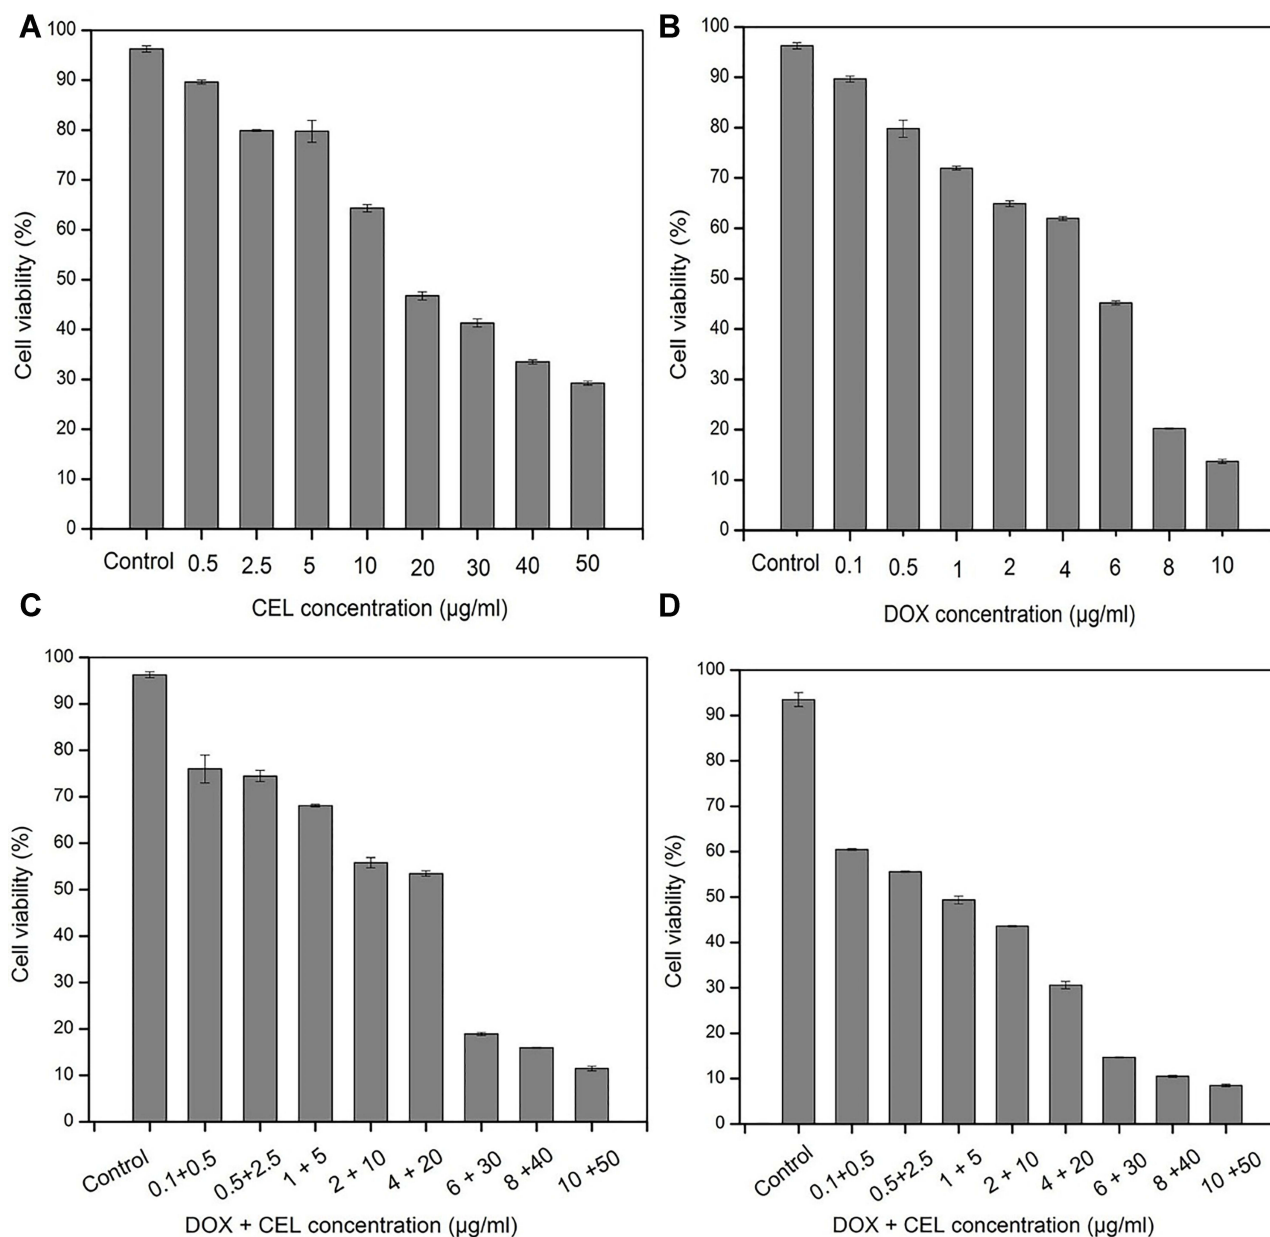 A
100
90
80
70
60
50
40
30
20
10
0
Cell viability (%)
Control 0.5 2.5 5 10 20 30 40 50
CEL concentration (µg/ml)
B
100
90
80
70
60
50
40
30
20
10
0
Cell viability (%)
Control 0.1 0.5 1 2 4 6 8 10
DOX concentration (µg/ml)
C
100
90
80
70
60
50
40
30
20
10
0
Cell viability (%)
Control 0.1+0.5 0.5+2.5 1 + 5 2 + 10 4 + 20 6 + 30 8 +40 10 +50
DOX + CEL concentration (µg/ml)
D
100
90
80
70
60
50
40
30
20
10
0
Cell viability (%)
Control 0.1+0.5 0.5+2.5 1 + 5 2 + 10 4 + 20 6 + 30 8 +40 10 +50
DOX + CEL concentration (µg/ml)